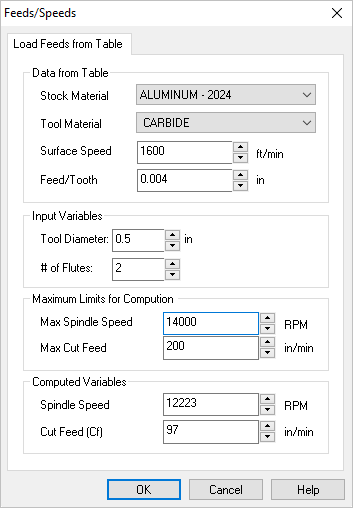 Feeds/Speeds
Load Feeds from Table
Data from Table
Stock Material ALUMINUM - 2024
Tool Material CARBIDE
Surface Speed 1600 ft/min
Feed/Tooth 0.004 in
Input Variables
Tool Diameter: 0.5 in
# of Flutes: 2
Maximum Limits for Compution
Max Spindle Speed 14000 RPM
Max Cut Feed 200 in/min
Computed Variables
Spindle Speed 12223 RPM
Cut Feed (Cf) 97 in/min
OK Cancel Help